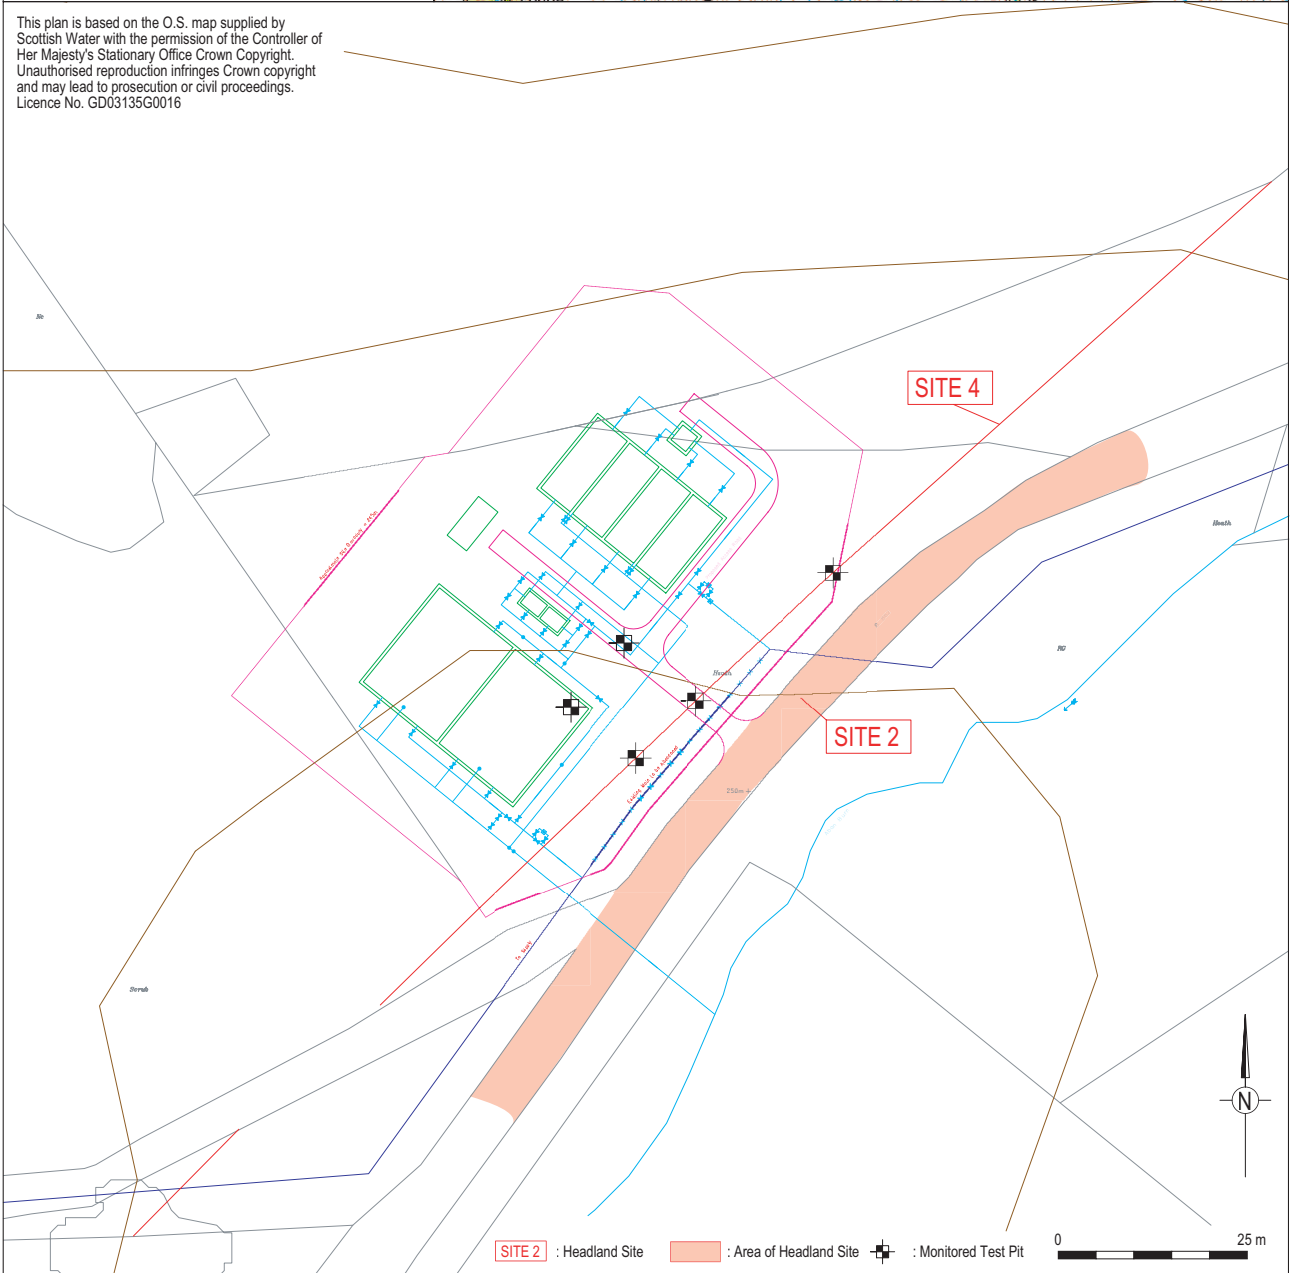 This plan is based on the O.S. map supplied by
Scottish Water with the permission of the Controller of
Her Majesty's Stationary Office Crown Copyright.
Unauthorised reproduction infringes Crown copyright
and may lead to prosecution or civil proceedings.
Licence No. GD03135G0016
SITE 4
Heath
RG
Heath
SITE 2
250m +
Scrub
N
SITE 2 : Headland Site : Area of Headland Site : Monitored Test Pit
0 25 m